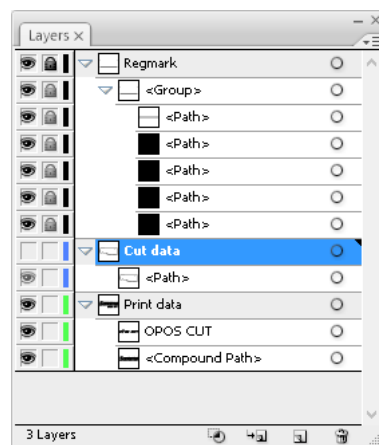 Layers ×
Regmark
<Group>
<Path>
<Path>
<Path>
<Path>
<Path>
Cut data
<Path>
Print data
OPOS CUT
<Compound Path>
3 Layers